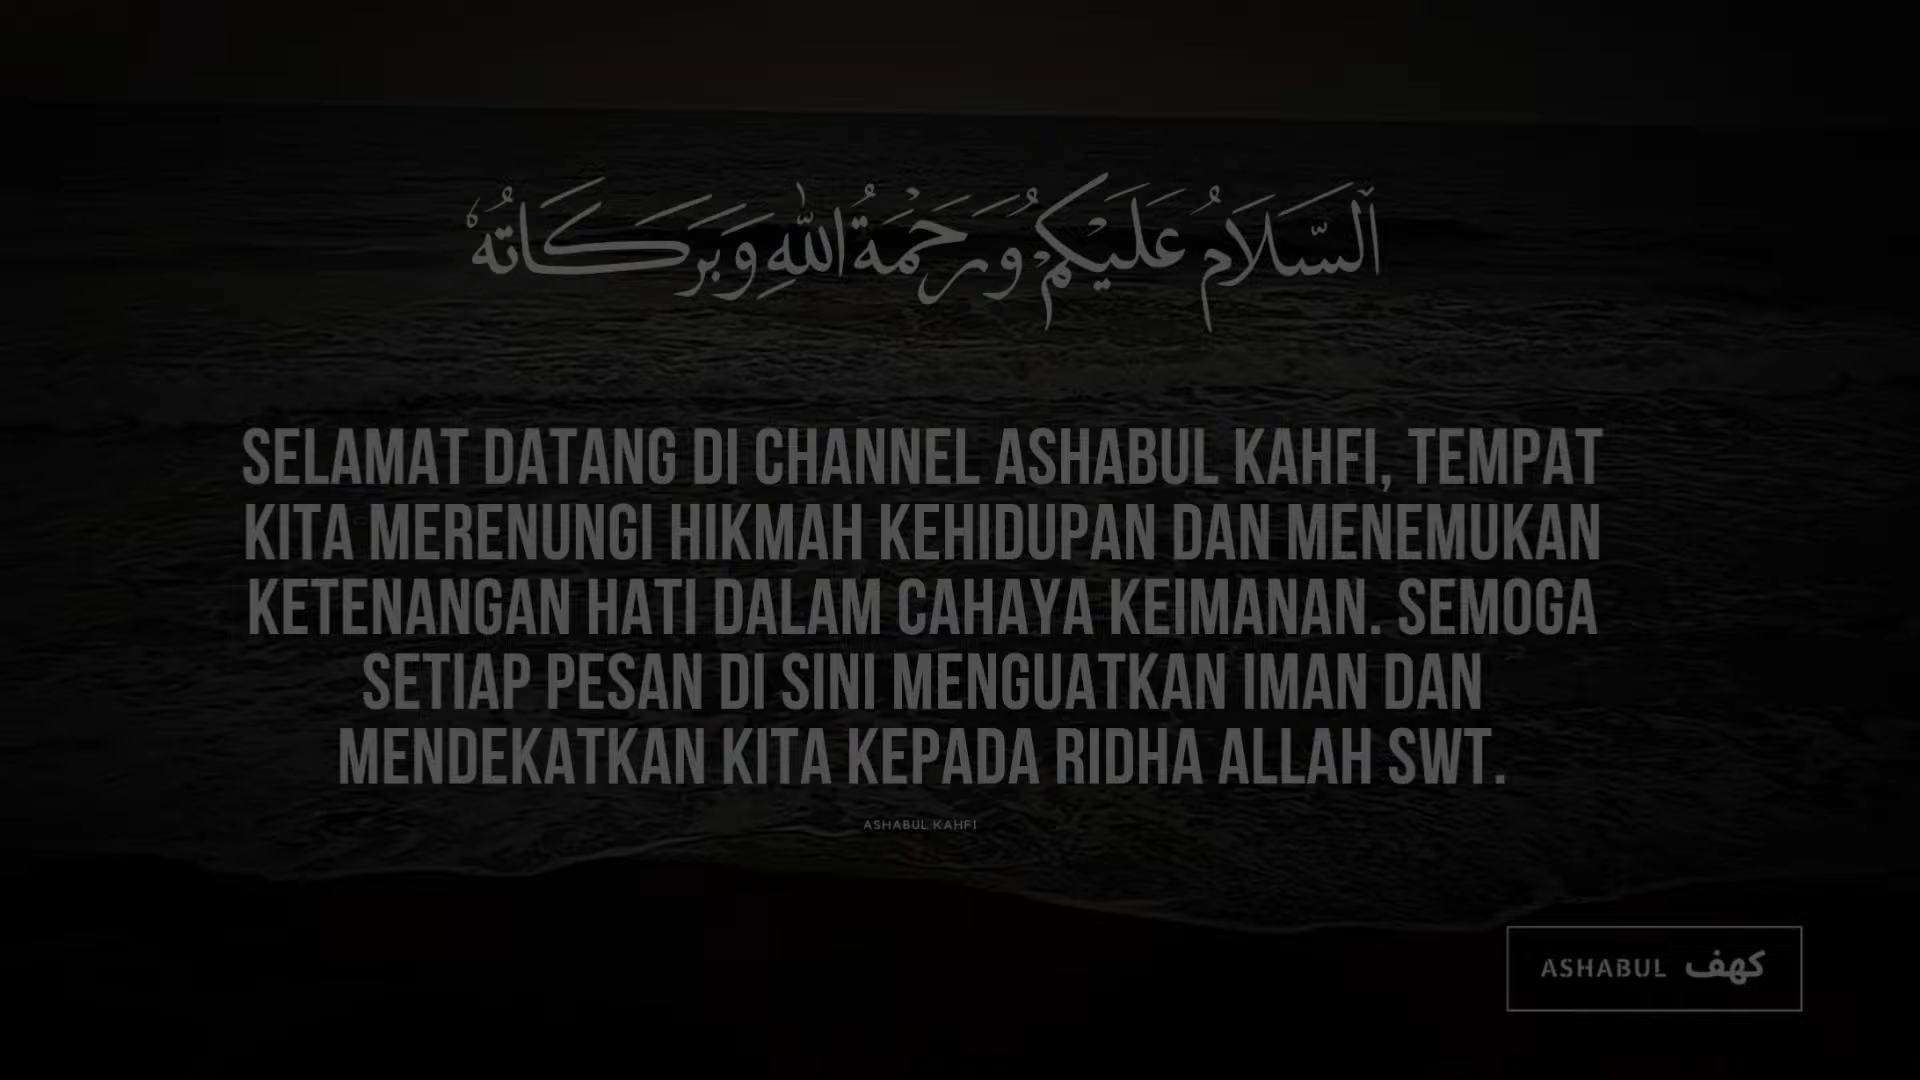 اَلسَّلَامُ عَلَيْكُمْ وَرَحْمَةُ اللهِ وَبَرَكَاتُهُ
SELAMAT DATANG DI CHANNEL ASHABUL KAHFI, TEMPAT
KITA MERENUNGI HIKMAH KEHIDUPAN DAN MENEMUKAN
KETENANGAN HATI DALAM CAHAYA KEIMANAN. SEMOGA
SETIAP PESAN DI SINI MENGUATKAN IMAN DAN
MENDEKATKAN KITA KEPADA RIDHA ALLAH SWT.
ASHABUL KAHFI
ASHABUL كهف